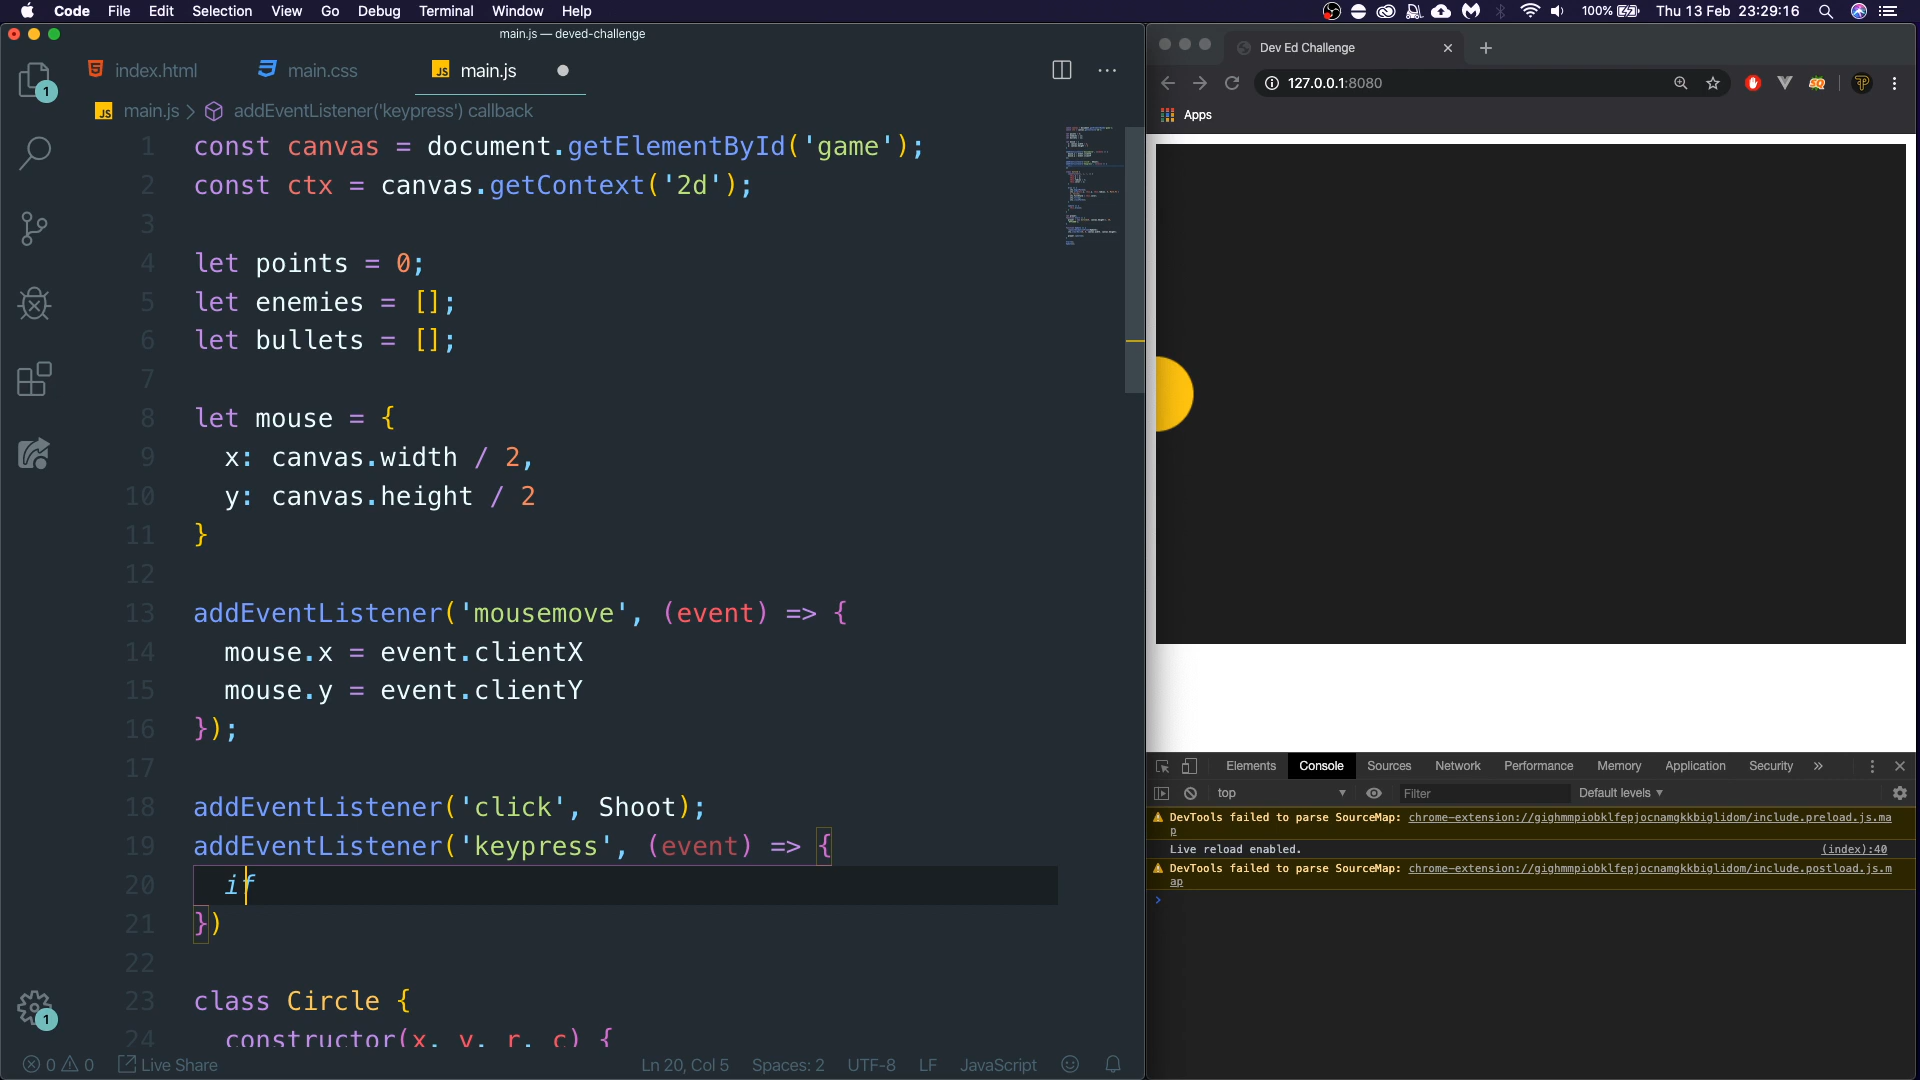 Code File Edit Selection View Go Debug Terminal Window Help
100% Thu 13 Feb 23:29:16
main.js — deved-challenge
index.html main.css JS main.js
JS main.js > addEventListener('keypress') callback
1 const canvas = document.getElementById('game');
2 const ctx = canvas.getContext('2d');
3
4 let points = 0;
5 let enemies = [];
6 let bullets = [];
7
8 let mouse = {
9 x: canvas.width / 2,
10 y: canvas.height / 2
11 }
12
13 addEventListener('mousemove', (event) => {
14 mouse.x = event.clientX
15 mouse.y = event.clientY
16 });
17
18 addEventListener('click', Shoot);
19 addEventListener('keypress', (event) => {
20 if
21 })
22
23 class Circle {
24 constructor(x, y, r, c) {
1
1
0 0 Live Share Ln 20, Col 5 Spaces: 2 UTF-8 LF JavaScript
Dev Ed Challenge
127.0.0.1:8080
Apps
Elements Console Sources Network Performance Memory Application Security »
top Filter Default levels
DevTools failed to parse SourceMap: chrome-extension://gighmmpiobklfepjocnamgkkbiglidom/include.preload.js.ma
p
Live reload enabled. (index):40
DevTools failed to parse SourceMap: chrome-extension://gighmmpiobklfepjocnamgkkbiglidom/include.postload.js.m
ap
>